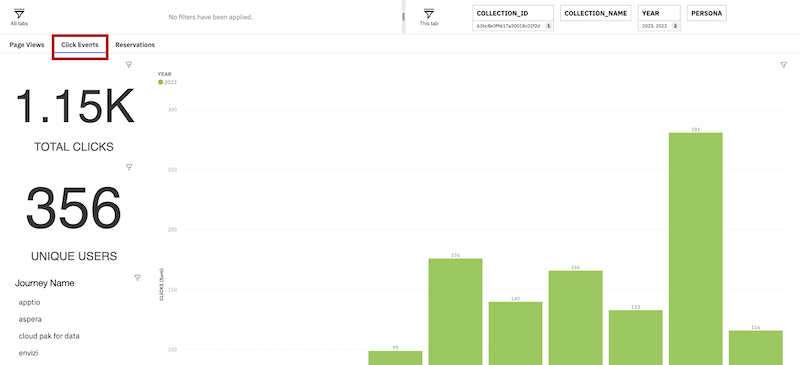 All tabs
No filters have been applied.
This tab
COLLECTION_ID
63bc8e0f9617a20018c02f2d 1
COLLECTION_NAME
YEAR
2023, 2022 2
PERSONA
Page Views
Click Events
Reservations
1.15K
TOTAL CLICKS
356
UNIQUE USERS
Journey Name
apptio
aspera
cloud pak for data
envizi
YEAR
2023
CLICKS (Sum)
300
250
200
150
100
99
176
140
166
133
281
116